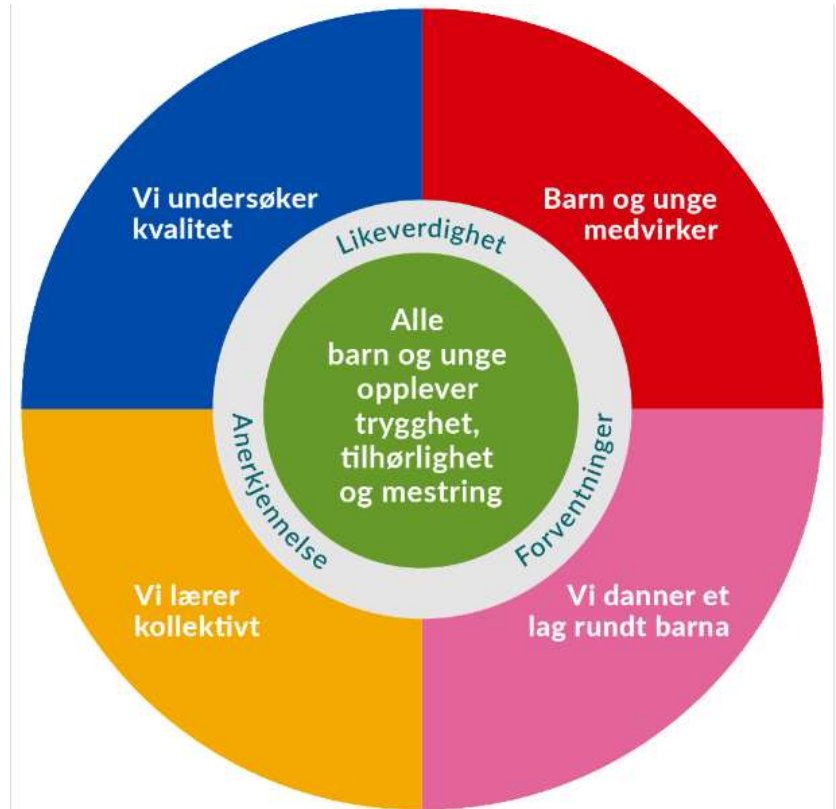 Vi undersøker
kvalitet
Barn og unge
medvirker
Likeverdighet
Alle
barn og unge
opplever
trygghet,
tilhørlighet
og mestring
Anerkjennelse
Forventninger
Vi lærer
kollektivt
Vi danner et
lag rundt barna